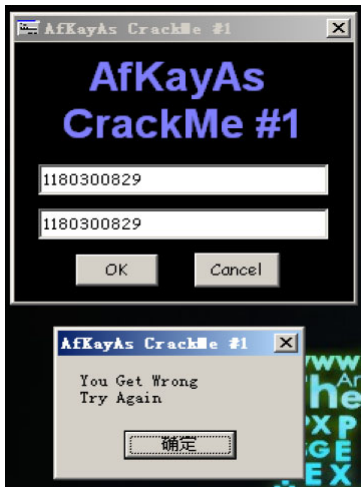 AfKayAs CrackMe #1
AfKayAs
CrackMe #1
1180300829
1180300829
OK
Cancel
AfKayAs CrackMe #1
You Get Wrong
Try Again
确定